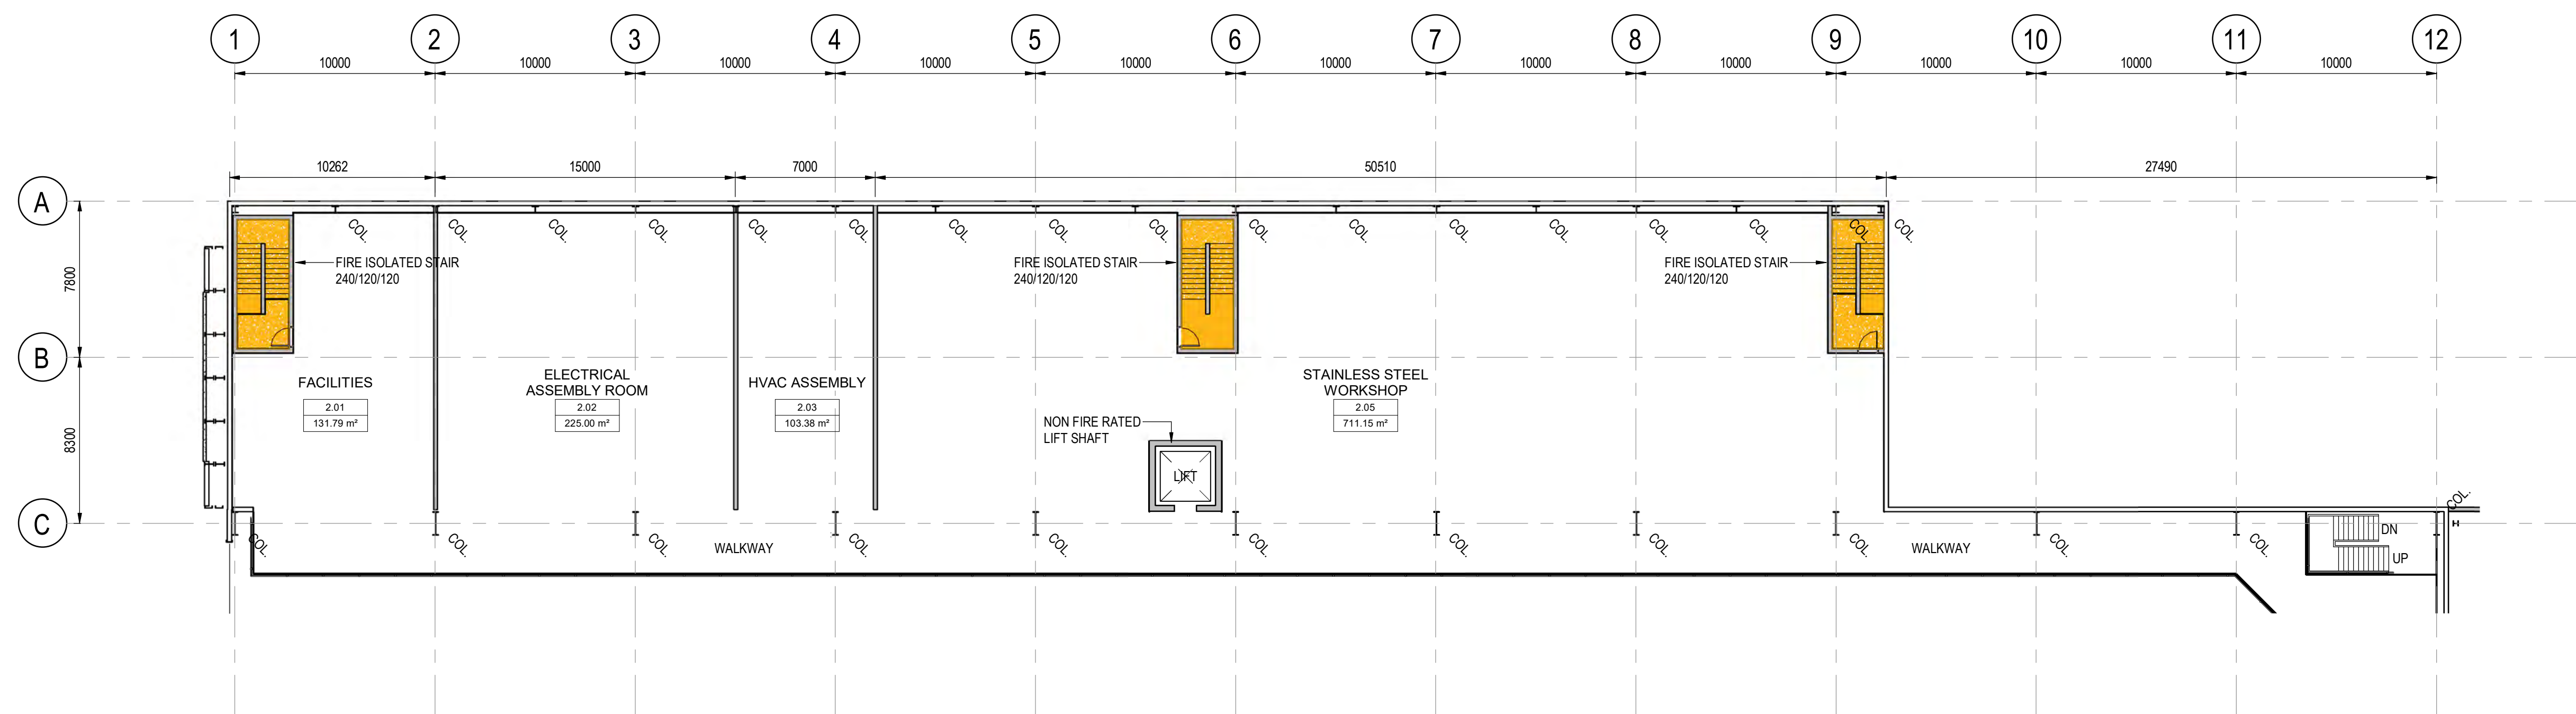 1 2 3 4 5 6 7 8 9 10 11 12
10000 10000 10000 10000 10000 10000 10000 10000 10000 10000 10000
10262 15000 7000 50510 27490
A
COL. COL. COL. COL. COL. COL. COL. COL. COL. COL. COL. COL. COL. COL. COL. COL.
7800
FIRE ISOLATED STAIR
240/120/120
FIRE ISOLATED STAIR
240/120/120
FIRE ISOLATED STAIR
240/120/120
B
8300
FACILITIES
2.01
131.79 m²
ELECTRICAL
ASSEMBLY ROOM
2.02
225.00 m²
HVAC ASSEMBLY
2.03
103.38 m²
STAINLESS STEEL
WORKSHOP
2.05
711.15 m²
NON FIRE RATED
LIFT SHAFT
LIFT
C
COL.
DN
UP
COL. COL. COL. COL. COL. COL. COL. COL. COL. COL. COL.
WALKWAY WALKWAY